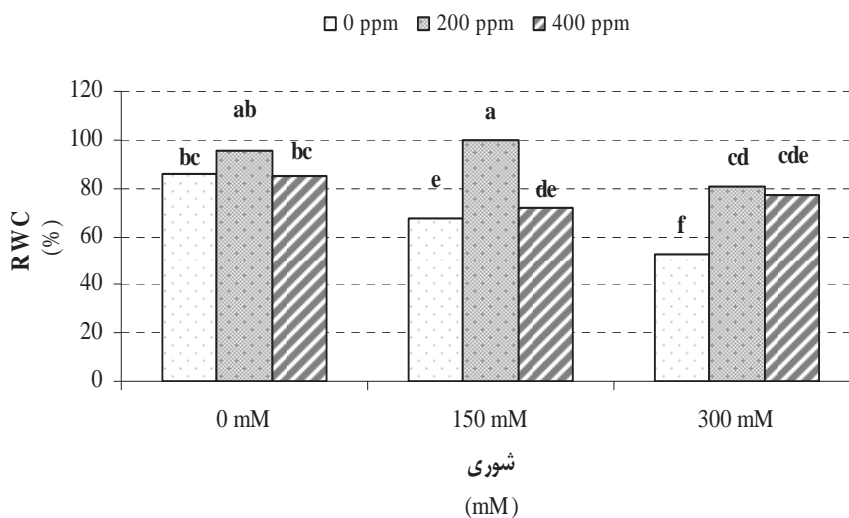 0 ppm 200 ppm 400 ppm
120
100
80
60
40
20
0
RWC
(%)
bc ab bc
e a de
f cd cde
0 mM 150 mM 300 mM
شوری
(mM)